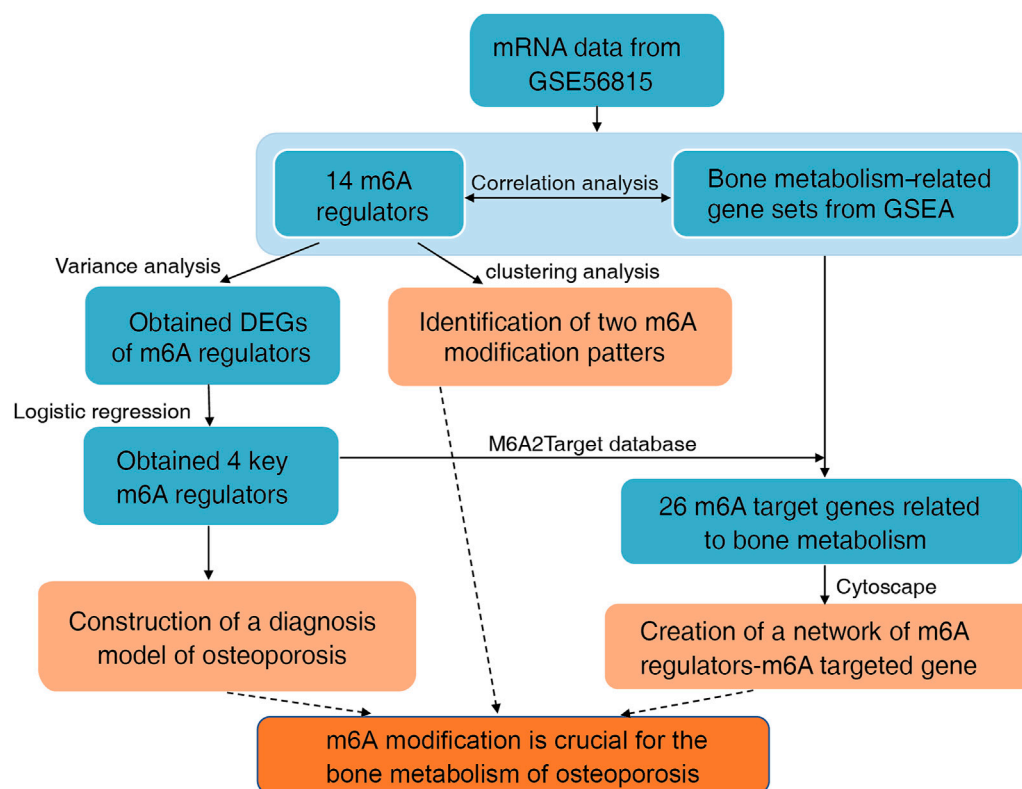 mRNA data from
GSE56815
14 m6A
regulators
Correlation analysis
Bone metabolism-related
gene sets from GSEA
Variance analysis
clustering analysis
Obtained DEGs
of m6A regulators
Identification of two m6A
modification patters
Logistic regression
M6A2Target database
Obtained 4 key
m6A regulators
26 m6A target genes related
to bone metabolism
Cytoscape
Construction of a diagnosis
model of osteoporosis
Creation of a network of m6A
regulators-m6A targeted gene
m6A modification is crucial for the
bone metabolism of osteoporosis